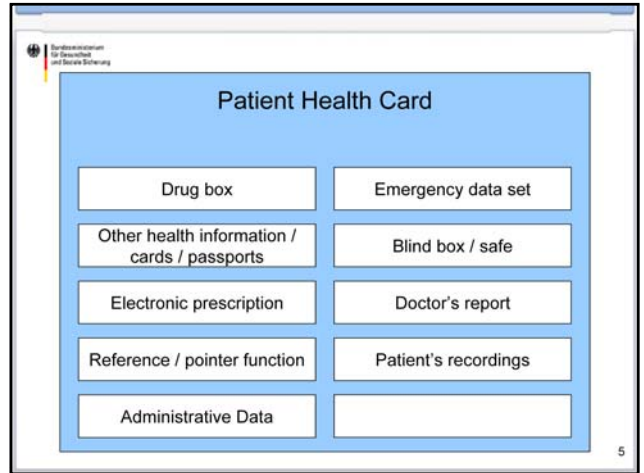 Bundesministerium
für Gesundheit
und Soziale Sicherung
Patient Health Card
Drug box
Emergency data set
Other health information /
cards / passports
Blind box / safe
Electronic prescription
Doctor's report
Reference / pointer function
Patient's recordings
Administrative Data
5